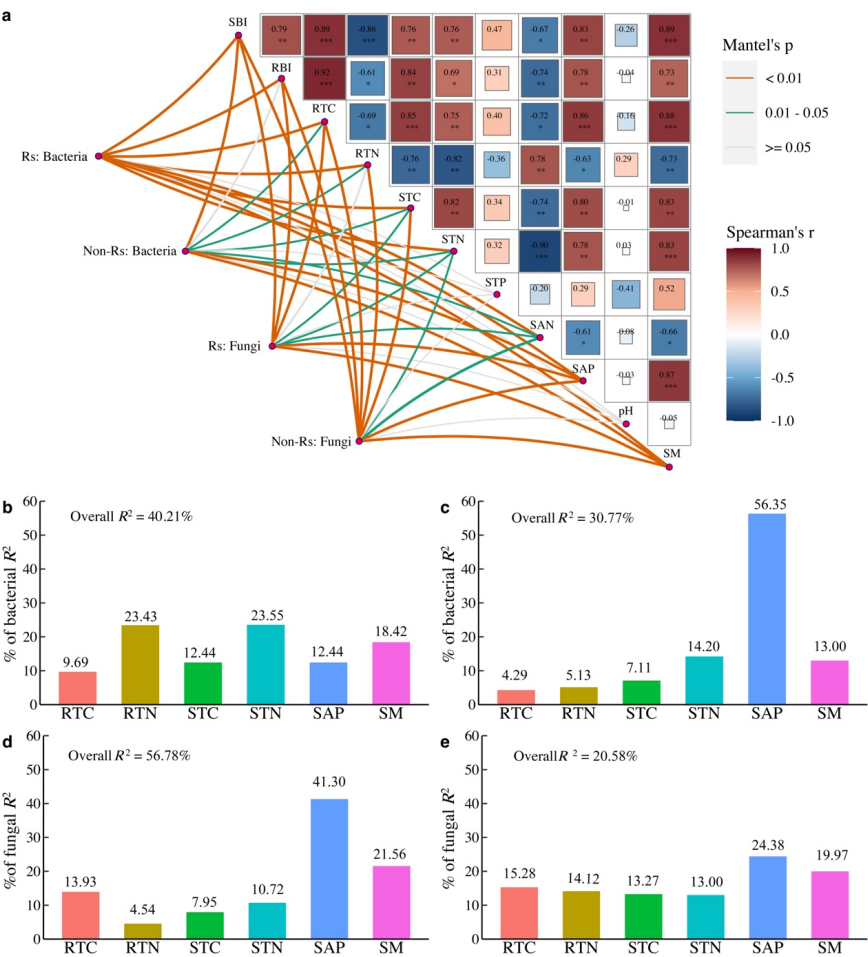 a
SBI
0.79 0.89 -0.86 0.76 0.76 0.47 -0.67 0.83 -0.26 0.89
** *** *** ** ** * ** ***
RBI
0.92 -0.61 0.84 0.69 0.31 -0.74 0.78 -0.04 0.73
*** * ** * ** ** **
RTC
-0.69 0.85 0.75 0.40 -0.72 0.86 -0.16 0.88
* *** ** * *** ***
RTN
-0.76 -0.82 -0.36 0.78 -0.63 0.29 -0.73
** ** ** * **
STC
0.82 0.34 -0.74 0.80 -0.01 0.83
** ** ** **
STN
0.32 -0.90 0.78 0.03 0.83
*** ** ***
STP
-0.20 0.29 -0.41 0.52
SAN
-0.61 -0.08 -0.66
* *
SAP
-0.03 0.87
***
pH
-0.05
SM
Rs: Bacteria
Non-Rs: Bacteria
Rs: Fungi
Non-Rs: Fungi
Mantel's p
< 0.01
0.01 - 0.05
>= 0.05
Spearman's r
1.0
0.5
0.0
-0.5
-1.0
b
Overall R² = 40.21%
% of bacterial R²
60
50
40
30
20
10
0
9.69 23.43 12.44 23.55 12.44 18.42
RTC RTN STC STN SAP SM
c
Overall R² = 30.77%
% of bacterial R²
60
50
40
30
20
10
0
4.29 5.13 7.11 14.20 56.35 13.00
RTC RTN STC STN SAP SM
d
Overall R² = 56.78%
%of fungal R²
60
50
40
30
20
10
0
13.93 4.54 7.95 10.72 41.30 21.56
RTC RTN STC STN SAP SM
e
OverallR ² = 20.58%
% of fungal R²
60
50
40
30
20
10
0
15.28 14.12 13.27 13.00 24.38 19.97
RTC RTN STC STN SAP SM